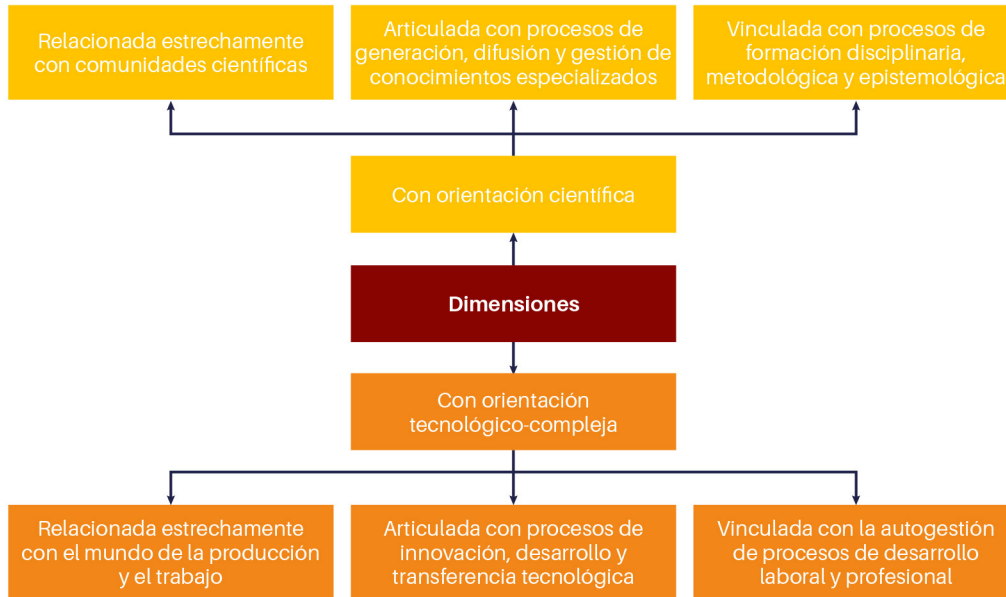 Relacionada estrechamente
con comunidades científicas
Articulada con procesos de
generación, difusión y gestión de
conocimientos especializados
Vinculada con procesos de
formación disciplinaria,
metodológica y epistemológica
Con orientación científica
Dimensiones
Con orientación
tecnológico-compleja
Relacionada estrechamente
con el mundo de la producción
y el trabajo
Articulada con procesos de
innovación, desarrollo y
transferencia tecnológica
Vinculada con la autogestión
de procesos de desarrollo
laboral y profesional